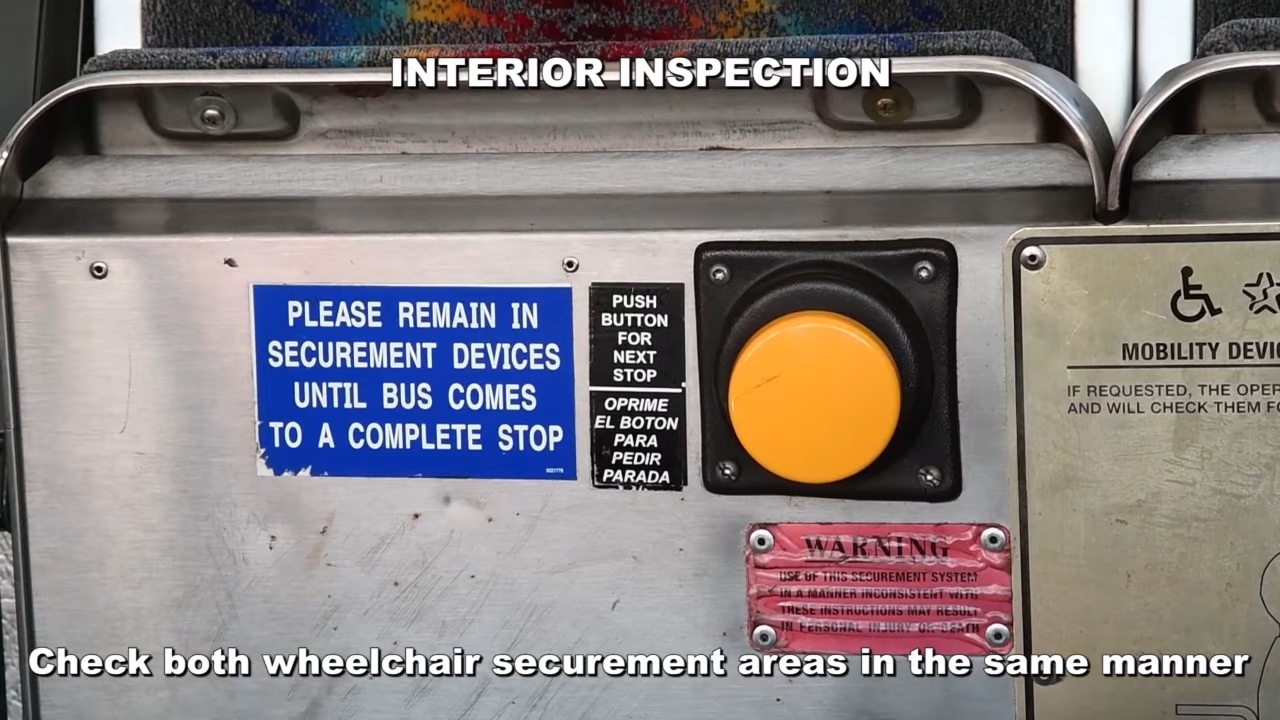 INTERIOR INSPECTION
PLEASE REMAIN IN
SECUREMENT DEVICES
UNTIL BUS COMES
TO A COMPLETE STOP
PUSH
BUTTON
FOR
NEXT
STOP
OPRIME
EL BOTON
PARA
PEDIR
PARADA
MOBILITY DEVIC
IF REQUESTED, THE OPER
AND WILL CHECK THEM FO
WARNING
USE OF THIS SECUREMENT SYSTEM
IN A MANNER INCONSISTENT WITH
THESE INSTRUCTIONS MAY RESULT
IN PERSONAL INJURY OR DEATH
Check both wheelchair securement areas in the same manner